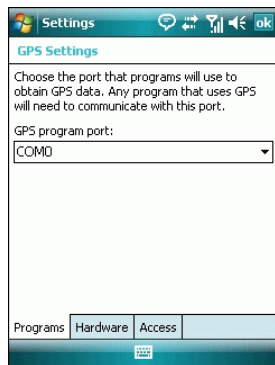 Settings
ok
GPS Settings
Choose the port that programs will use to
obtain GPS data. Any program that uses GPS
will need to communicate with this port.
GPS program port:
COM0
Programs Hardware Access